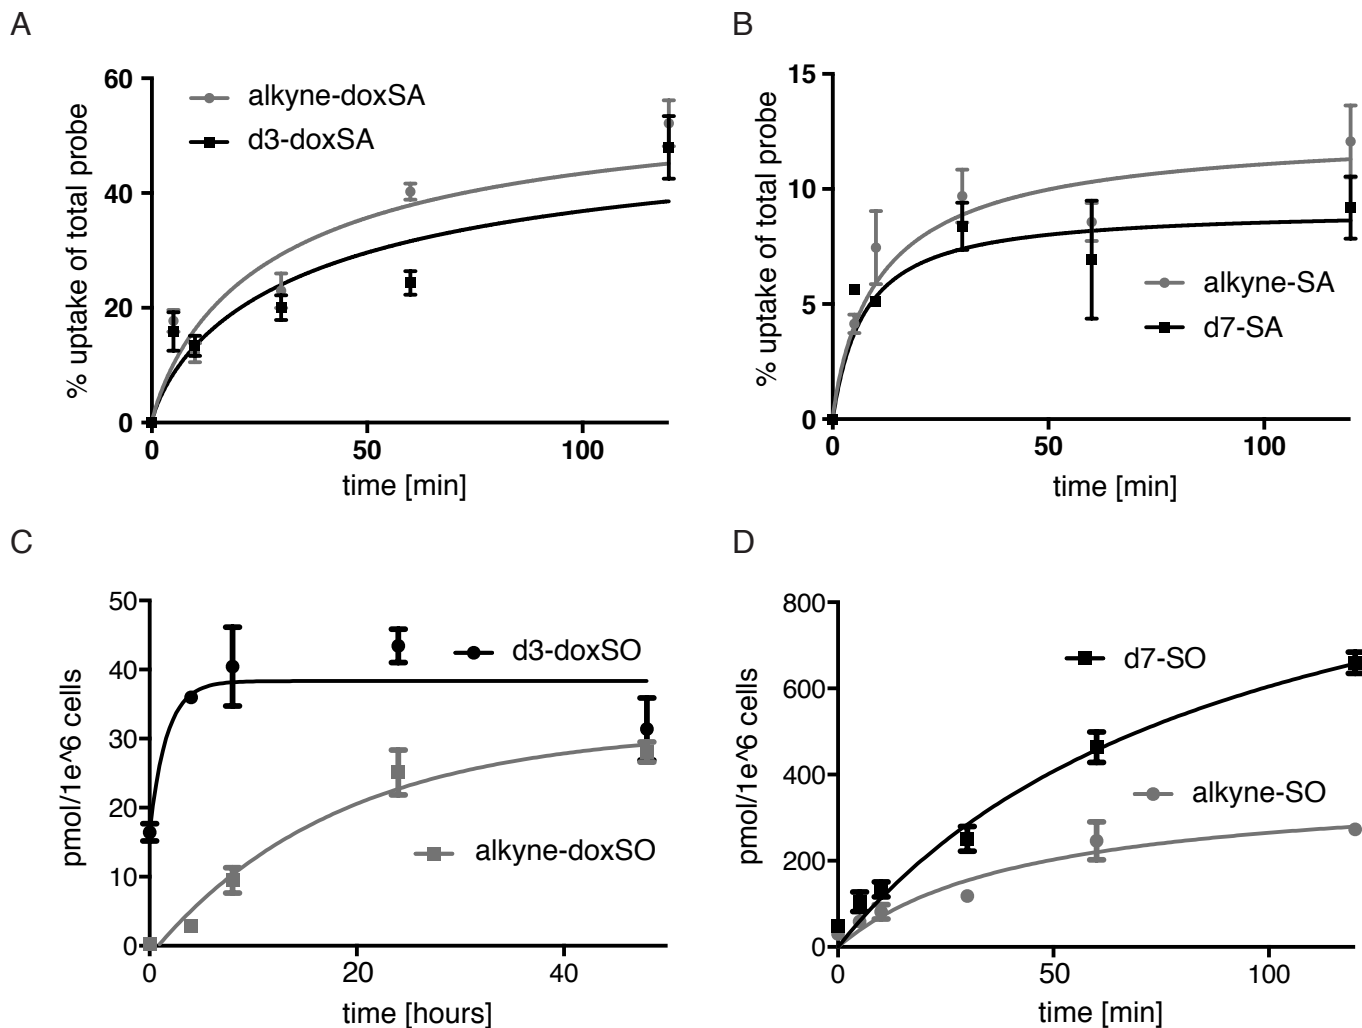 A
% uptake of total probe
60
40
20
0
0
50
100
time [min]
alkyne-doxSA
d3-doxSA
B
% uptake of total probe
15
10
5
0
0
50
100
time [min]
alkyne-SA
d7-SA
C
pmol/1e^6 cells
50
40
30
20
10
0
0
20
40
time [hours]
d3-doxSO
alkyne-doxSO
D
pmol/1e^6 cells
800
600
400
200
0
0
50
100
time [min]
d7-SO
alkyne-SO